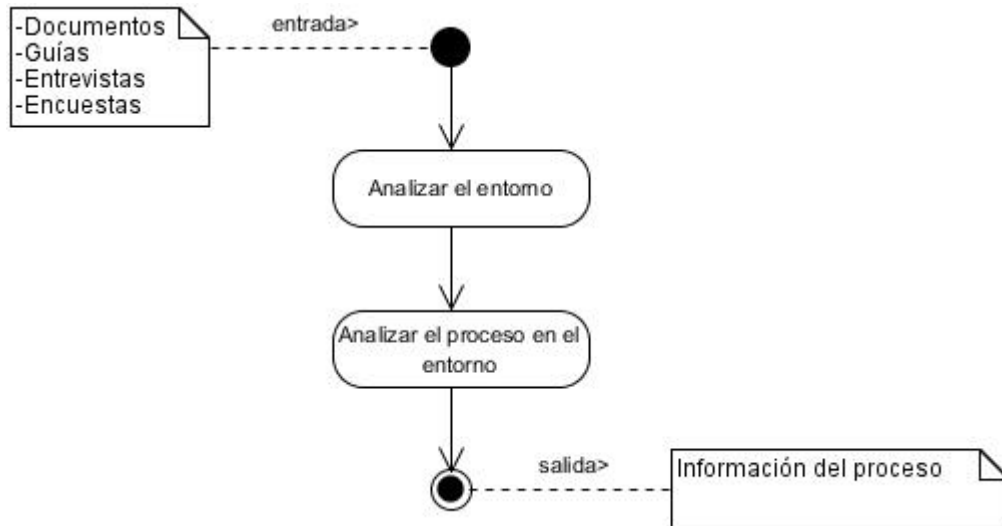 -Documentos
-Guías
-Entrevistas
-Encuestas
entrada>
Analizar el entorno
Analizar el proceso en el
entorno
salida>
Información del proceso